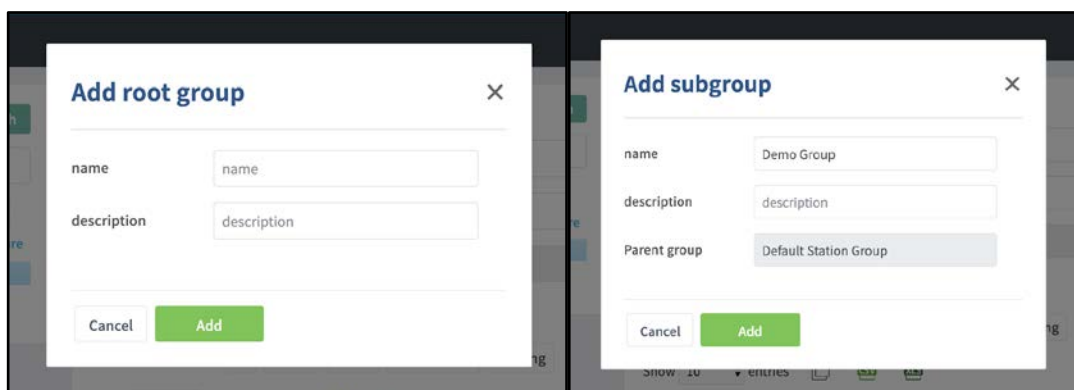 Add root group
name
name
description
description
Cancel
Add
Add subgroup
name
Demo Group
description
description
Parent group
Default Station Group
Cancel
Add
Show 10 entries